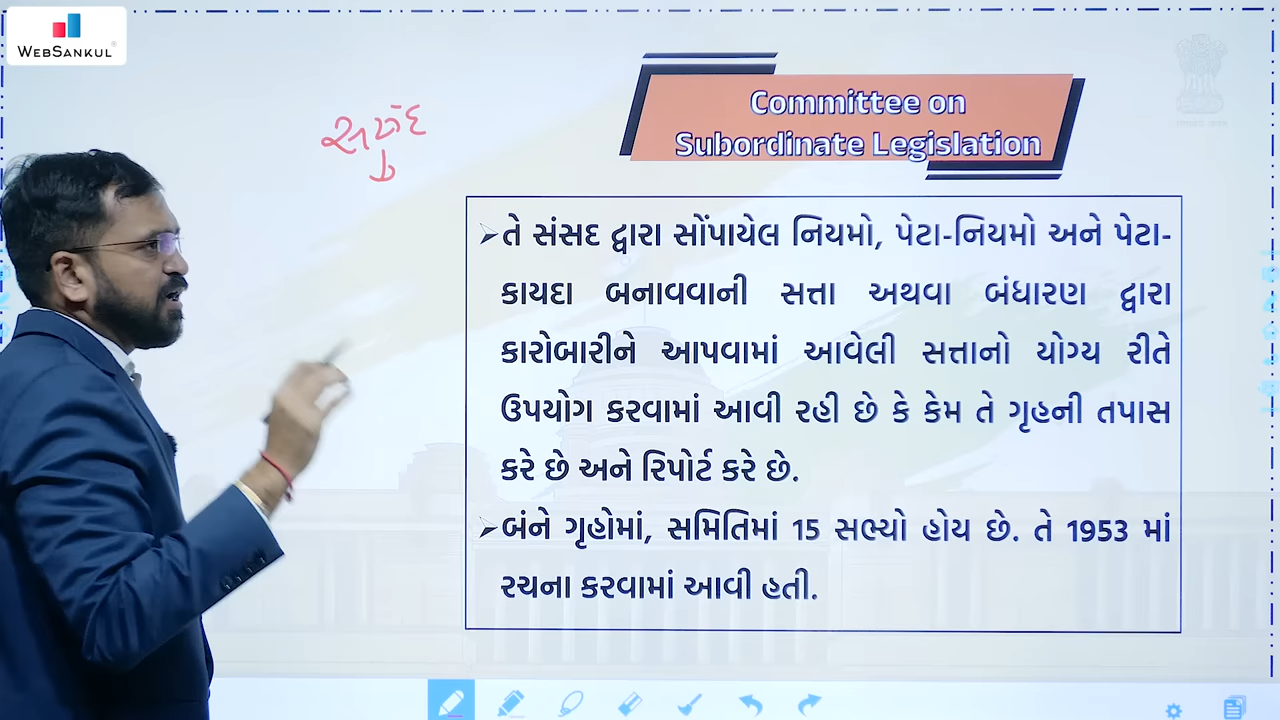 WEBSANKUL
Committee on
Subordinate Legislation
➢તે સંસદ દ્વારા સોંપાયેલ નિયમો, પેટા-નિયમો અને પેટા-
કાયદા બનાવવાની સત્તા અથવા બંધારણ દ્વારા
કારોબારીને આપવામાં આવેલી સત્તાનો યોગ્ય રીતે
ઉપયોગ કરવામાં આવી રહી છે કે કેમ તે ગૃહની તપાસ
કરે છે અને રિપોર્ટ કરે છે.
➢બંને ગૃહોમાં, સમિતિમાં 15 સભ્યો હોય છે. તે 1953 માં
રચના કરવામાં આવી હતી.